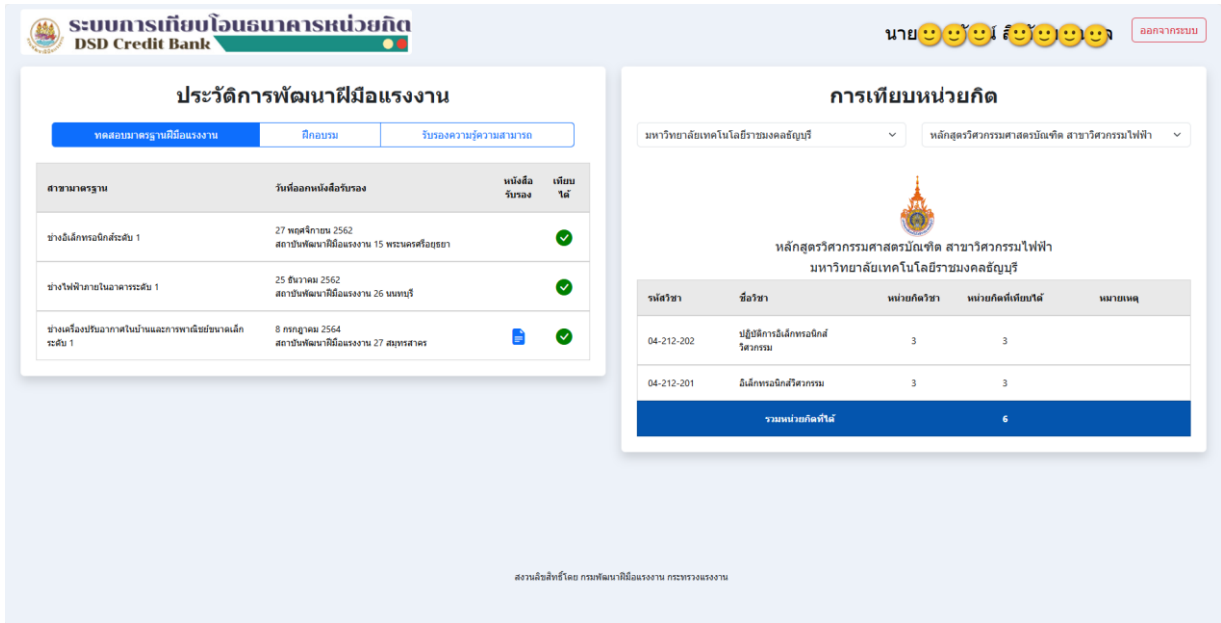 ระบบการเทียบโอนธนาคารหน่วยกิต
DSD Credit Bank
นาย
ออกจากระบบ
ประวัติการพัฒนาฝีมือแรงงาน
ทดสอบมาตรฐานฝีมือแรงงาน ฝึกอบรม รับรองความรู้ความสามารถ
สาขามาตรฐาน วันที่ออกหนังสือรับรอง หนังสือรับรอง เทียบได้
ช่างอิเล็กทรอนิกส์ระดับ 1
27 พฤศจิกายน 2562
สถาบันพัฒนาฝีมือแรงงาน 15 พระนครศรีอยุธยา
ช่างไฟฟ้าภายในอาคารระดับ 1
25 ธันวาคม 2562
สถาบันพัฒนาฝีมือแรงงาน 26 นนทบุรี
ช่างเครื่องปรับอากาศในบ้านและการพาณิชย์ขนาดเล็ก
ระดับ 1
8 กรกฎาคม 2564
สถาบันพัฒนาฝีมือแรงงาน 27 สมุทรสาคร
การเทียบหน่วยกิต
มหาวิทยาลัยเทคโนโลยีราชมงคลธัญบุรี
หลักสูตรวิศวกรรมศาสตรบัณฑิต สาขาวิศวกรรมไฟฟ้า
หลักสูตรวิศวกรรมศาสตรบัณฑิต สาขาวิศวกรรมไฟฟ้า
มหาวิทยาลัยเทคโนโลยีราชมงคลธัญบุรี
รหัสวิชา ชื่อวิชา หน่วยกิตวิชา หน่วยกิตที่เทียบได้ หมายเหตุ
04-212-202 ปฏิบัติการอิเล็กทรอนิกส์วิศวกรรม 3 3
04-212-201 อิเล็กทรอนิกส์วิศวกรรม 3 3
รวมหน่วยกิตที่ได้ 6
สงวนลิขสิทธิ์โดย กรมพัฒนาฝีมือแรงงาน กระทรวงแรงงาน